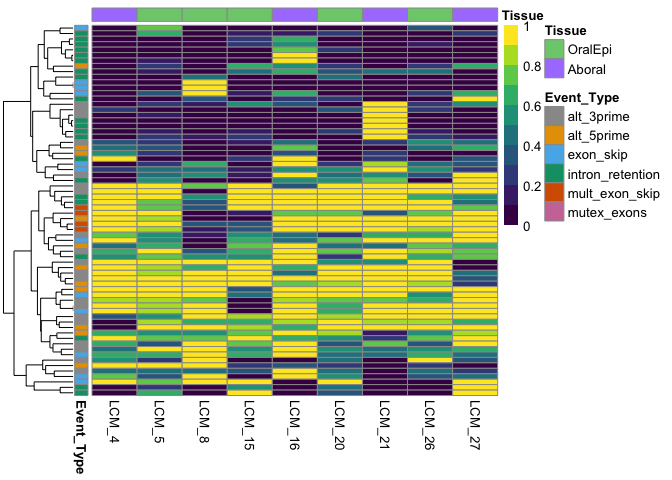 Tissue
1
0.8
0.6
0.4
0.2
0
Tissue
OralEpi
Aboral
Event_Type
alt_3prime
alt_5prime
exon_skip
intron_retention
mult_exon_skip
mutex_exons
Event_Type
LCM_4
LCM_5
LCM_8
LCM_15
LCM_16
LCM_20
LCM_21
LCM_26
LCM_27